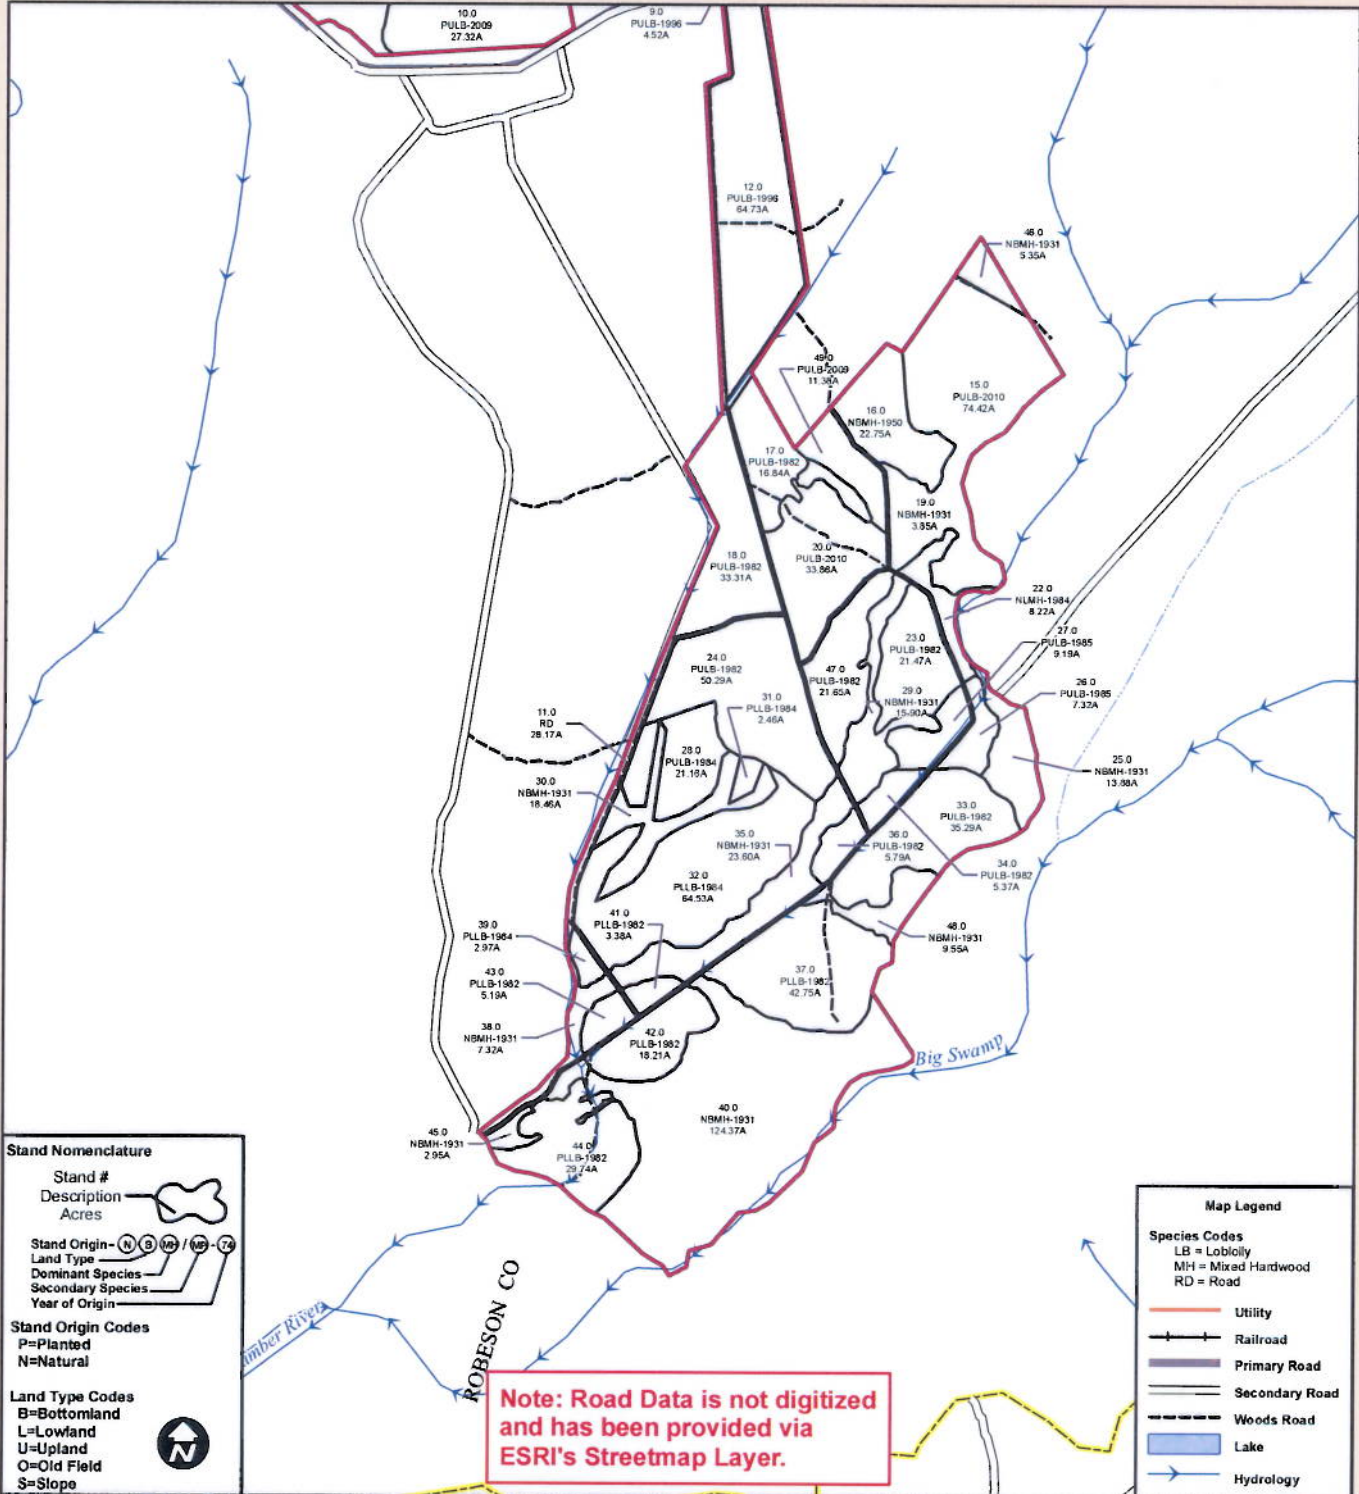 10.0
PULB-2009
27.32A
9.0
PULB-1996
4.52A
12.0
PULB-1996
64.73A
46.0
NBMH-1931
5.35A
49.0
PULB-2009
11.38A
15.0
PULB-2010
74.42A
16.0
NBMH-1950
22.75A
17.0
PULB-1982
16.84A
19.0
NBMH-1931
3.85A
18.0
PULB-1982
33.31A
20.0
PULB-2010
33.86A
22.0
NLMH-1984
8.22A
27.0
PULB-1985
9.19A
23.0
PULB-1982
21.47A
24.0
PULB-1982
50.29A
47.0
PULB-1982
21.65A
26.0
PULB-1985
7.32A
29.0
NBMH-1931
15.90A
31.0
PLLB-1984
2.46A
11.0
RD
28.17A
28.0
PULB-1984
21.16A
25.0
NBMH-1931
13.88A
30.0
NBMH-1931
18.46A
33.0
PULB-1982
35.29A
35.0
NBMH-1931
23.60A
36.0
PULB-1982
5.79A
34.0
PULB-1982
5.37A
32.0
PLLB-1984
64.53A
41.0
PLLB-1982
3.38A
39.0
PLLB-1984
2.97A
48.0
NBMH-1931
9.55A
43.0
PLLB-1982
5.19A
37.0
PLLB-1982
42.75A
38.0
NBMH-1931
7.32A
42.0
PLLB-1982
18.21A
Big Swamp
40.0
NBMH-1931
124.37A
45.0
NBMH-1931
2.95A
44.0
PLLB-1982
29.74A
ROBESON CO
umber River
Stand Nomenclature
Stand #
Description
Acres
Stand Origin- N B MH / MP - 74
Land Type
Dominant Species
Secondary Species
Year of Origin
Stand Origin Codes
P=Planted
N=Natural
Land Type Codes
B=Bottomland
L=Lowland
U=Upland
O=Old Field
S=Slope
N
Note: Road Data is not digitized
and has been provided via
ESRI's Streetmap Layer.
Map Legend
Species Codes
LB = Loblolly
MH = Mixed Hardwood
RD = Road
Utility
Railroad
Primary Road
Secondary Road
Woods Road
Lake
Hydrology